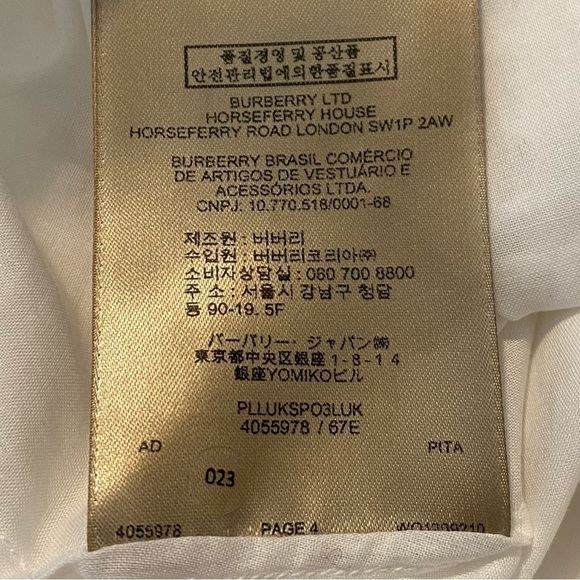 품질경영 및 공산품
안전관리법에의한품질표시
BURBERRY LTD
HORSEFERRY HOUSE
HORSEFERRY ROAD LONDON SW1P 2AW
BURBERRY BRASIL COMÉRCIO
DE ARTIGOS DE VESTUÁRIO E
ACESSÓRIOS LTDA.
CNPJ: 10.770.518/0001-68
제조원 : 버버리
수입원 : 버버리코리아㈜
소비자상담실 : 080 700 8800
주 소 : 서울시 강남구 청담
동 90-19. 5F
バーバリー・ジャパン㈱
東京都中央区銀座1-8-14
銀座YOMIKOビル
PLLUKSPO3LUK
4055978 / 67E
AD PITA
023
4055978 PAGE 4